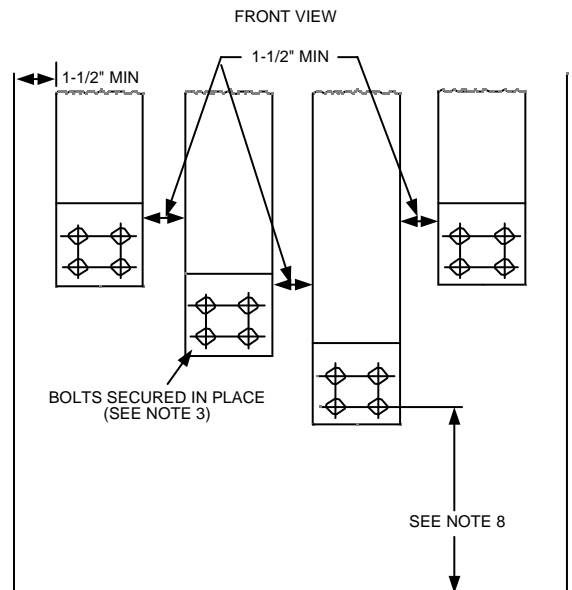 FRONT VIEW
1-1/2" MIN
1-1/2" MIN
BOLTS SECURED IN PLACE
(SEE NOTE 3)
SEE NOTE 8